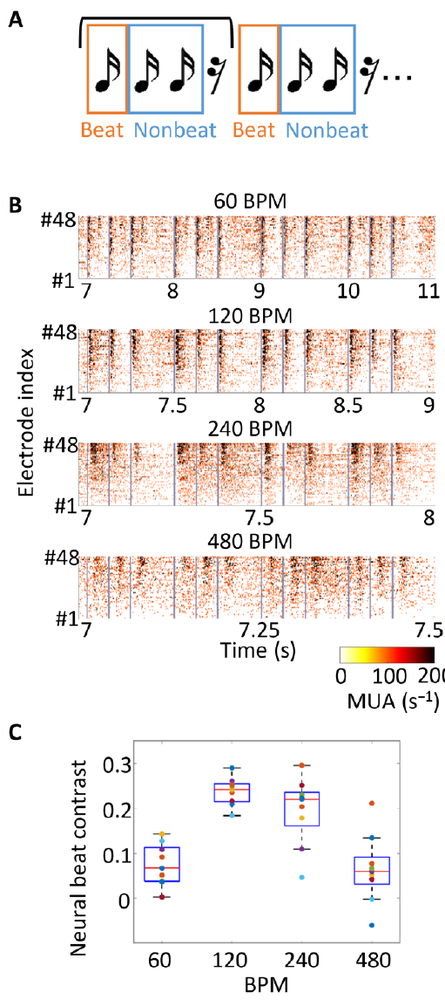 A
...
Beat Nonbeat Beat Nonbeat
B
60 BPM
#48
#1
7 8 9 10 11
120 BPM
#48
#1
7 7.5 8 8.5 9
240 BPM
#48
#1
7 7.5 8
480 BPM
#48
#1
7 7.25 7.5
Electrode index
Time (s)
0 100 200
MUA (s⁻¹)
C
Neural beat contrast
0.3
0.2
0.1
0
60 120 240 480
BPM